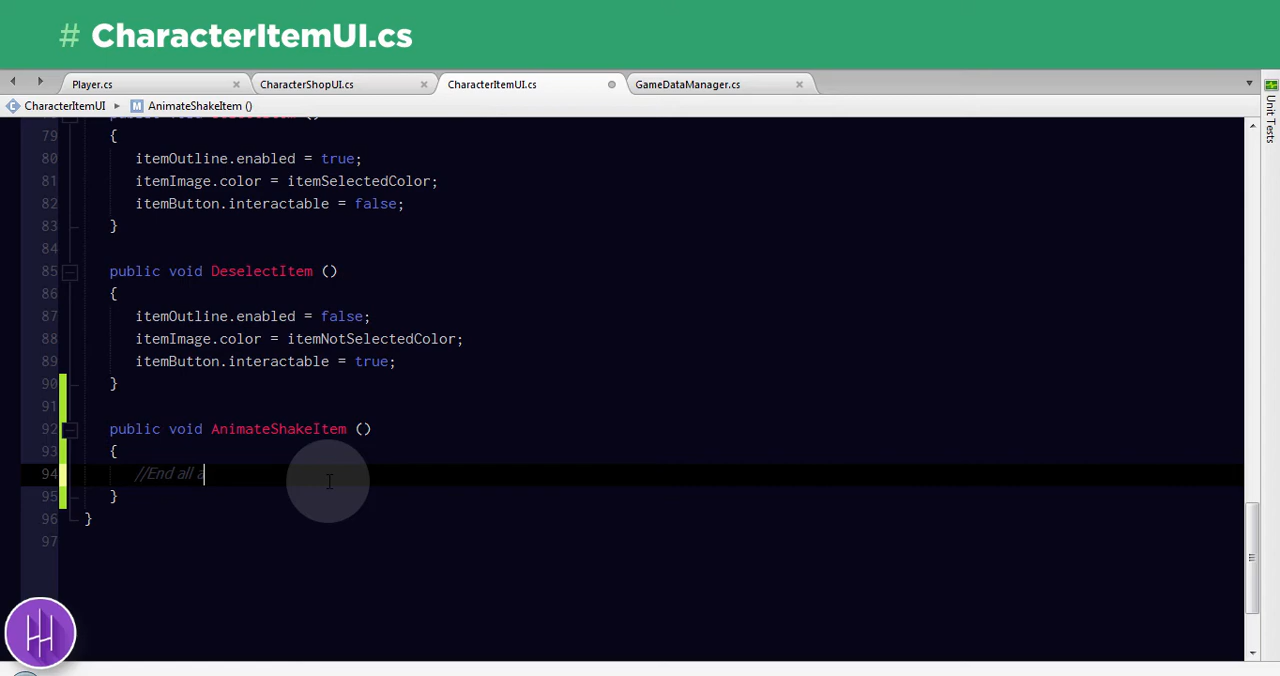 # CharacterItemUI.cs
Player.cs
CharacterShopUI.cs
CharacterItemUI.cs
GameDataManager.cs
CharacterItemUI
AnimateShakeItem ()
Unit Tests
79 {
80 itemOutline.enabled = true;
81 itemImage.color = itemSelectedColor;
82 itemButton.interactable = false;
83 }
84
85 public void DeselectItem ()
86 {
87 itemOutline.enabled = false;
88 itemImage.color = itemNotSelectedColor;
89 itemButton.interactable = true;
90 }
91
92 public void AnimateShakeItem ()
93 {
94 //End all a
95 }
96 }
97